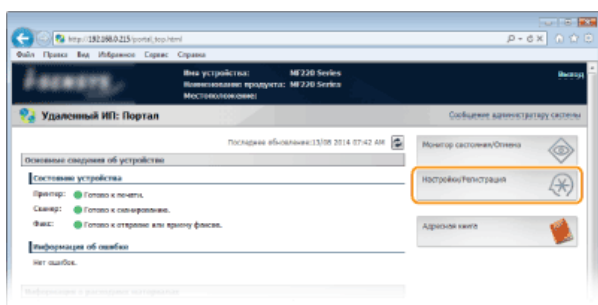 http://192.168.0.215/portal_top.html
Файл Правка Вид Избранное Сервис Справка
Имя устройства: MF220 Series
Наименование продукта: MF220 Series
Местоположение:
Выход
Удаленный ИП: Портал
Сообщение администратору системы
Последнее обновление:13/08 2014 07:42 AM
Основные сведения об устройстве
Состояние устройства
Принтер: Готово к печати.
Сканер: Готово к сканированию.
Факс: Готово к отправке или приему факсов.
Информация об ошибке
Нет ошибок.
Монитор состояния/Отмена
Настройки/Регистрация
Адресная книга
Информация о расходных материалах